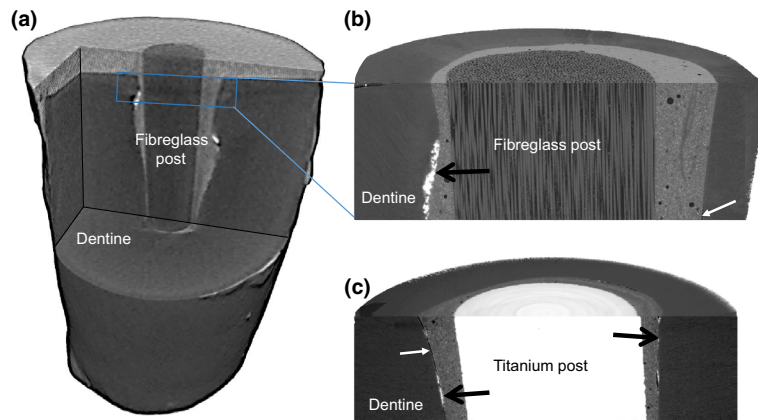 (a)
Fibreglass
post
Dentine
(b)
Fibreglass post
Dentine
(c)
Titanium post
Dentine